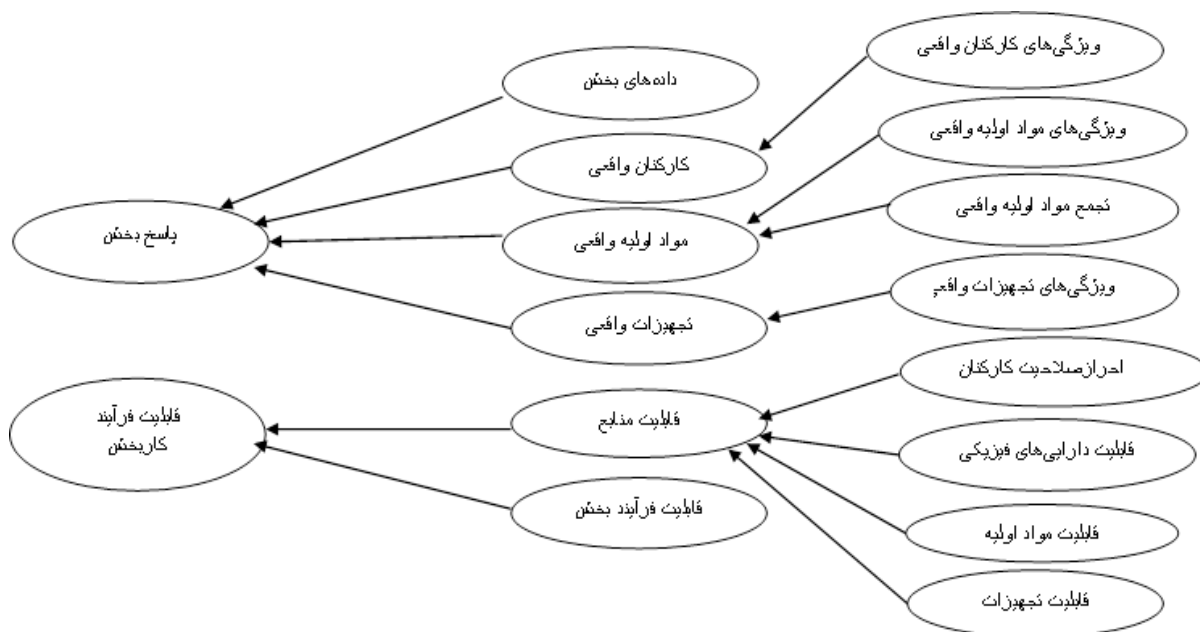 ویژگی‌های کارکنان واقعی
داده‌های بخش
ویژگی‌های مواد اولیه واقعی
کارکنان واقعی
تجمع مواد اولیه واقعی
مواد اولیه واقعی
پاسخ بخش
ویژگی‌های تجهیزات واقعی
تجهیزات واقعی
احراز صلاحیت کارکنان
قابلیت منابع
قابلیت فرآیند
کاربخش
قابلیت دارایی‌های فیزیکی
قابلیت فرآیند بخش
قابلیت مواد اولیه
قابلیت تجهیزات